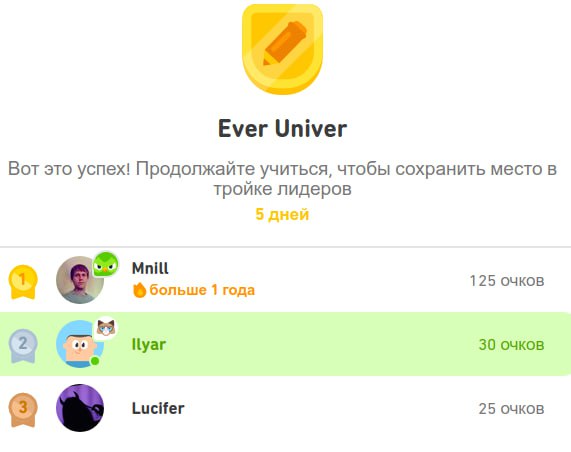 Ever Univer
Вот это успех! Продолжайте учиться, чтобы сохранить место в
тройке лидеров
5 дней
1
Mnill
больше 1 года
125 очков
2
Ilyar
30 очков
3
Lucifer
25 очков